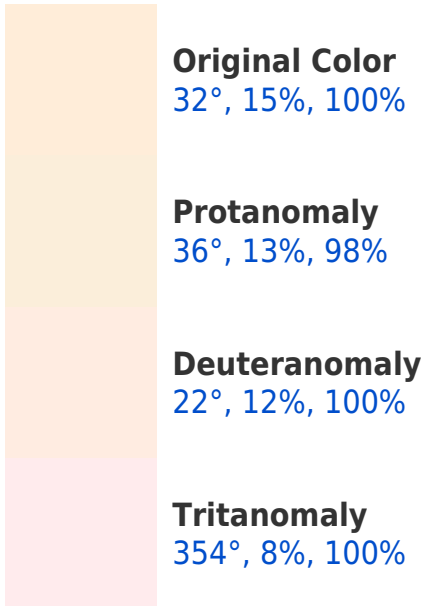 Original Color
32°, 15%, 100%
Protanomaly
36°, 13%, 98%
Deuteranomaly
22°, 12%, 100%
Tritanomaly
354°, 8%, 100%